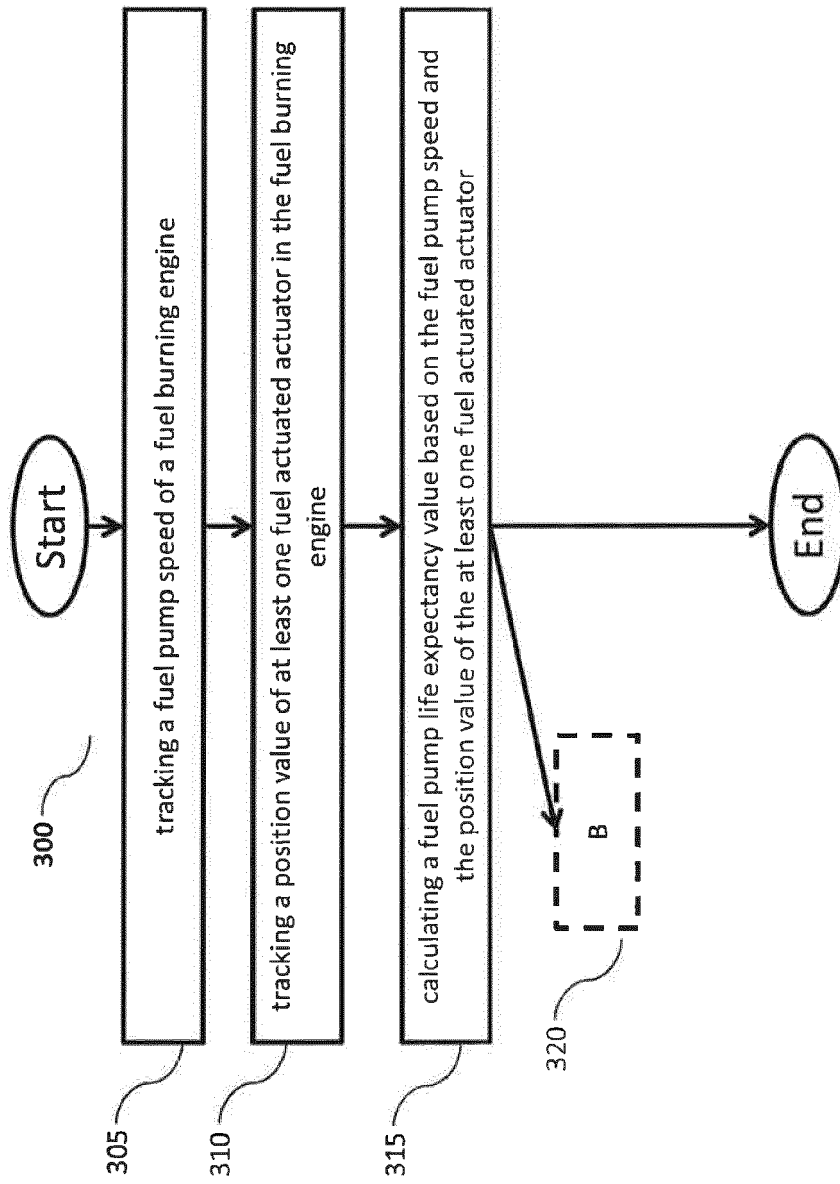 Start
300
305
tracking a fuel pump speed of a fuel burning engine
310
tracking a position value of at least one fuel actuated actuator in the fuel burning
engine
315
calculating a fuel pump life expectancy value based on the fuel pump speed and
the position value of the at least one fuel actuated actuator
320
B
End